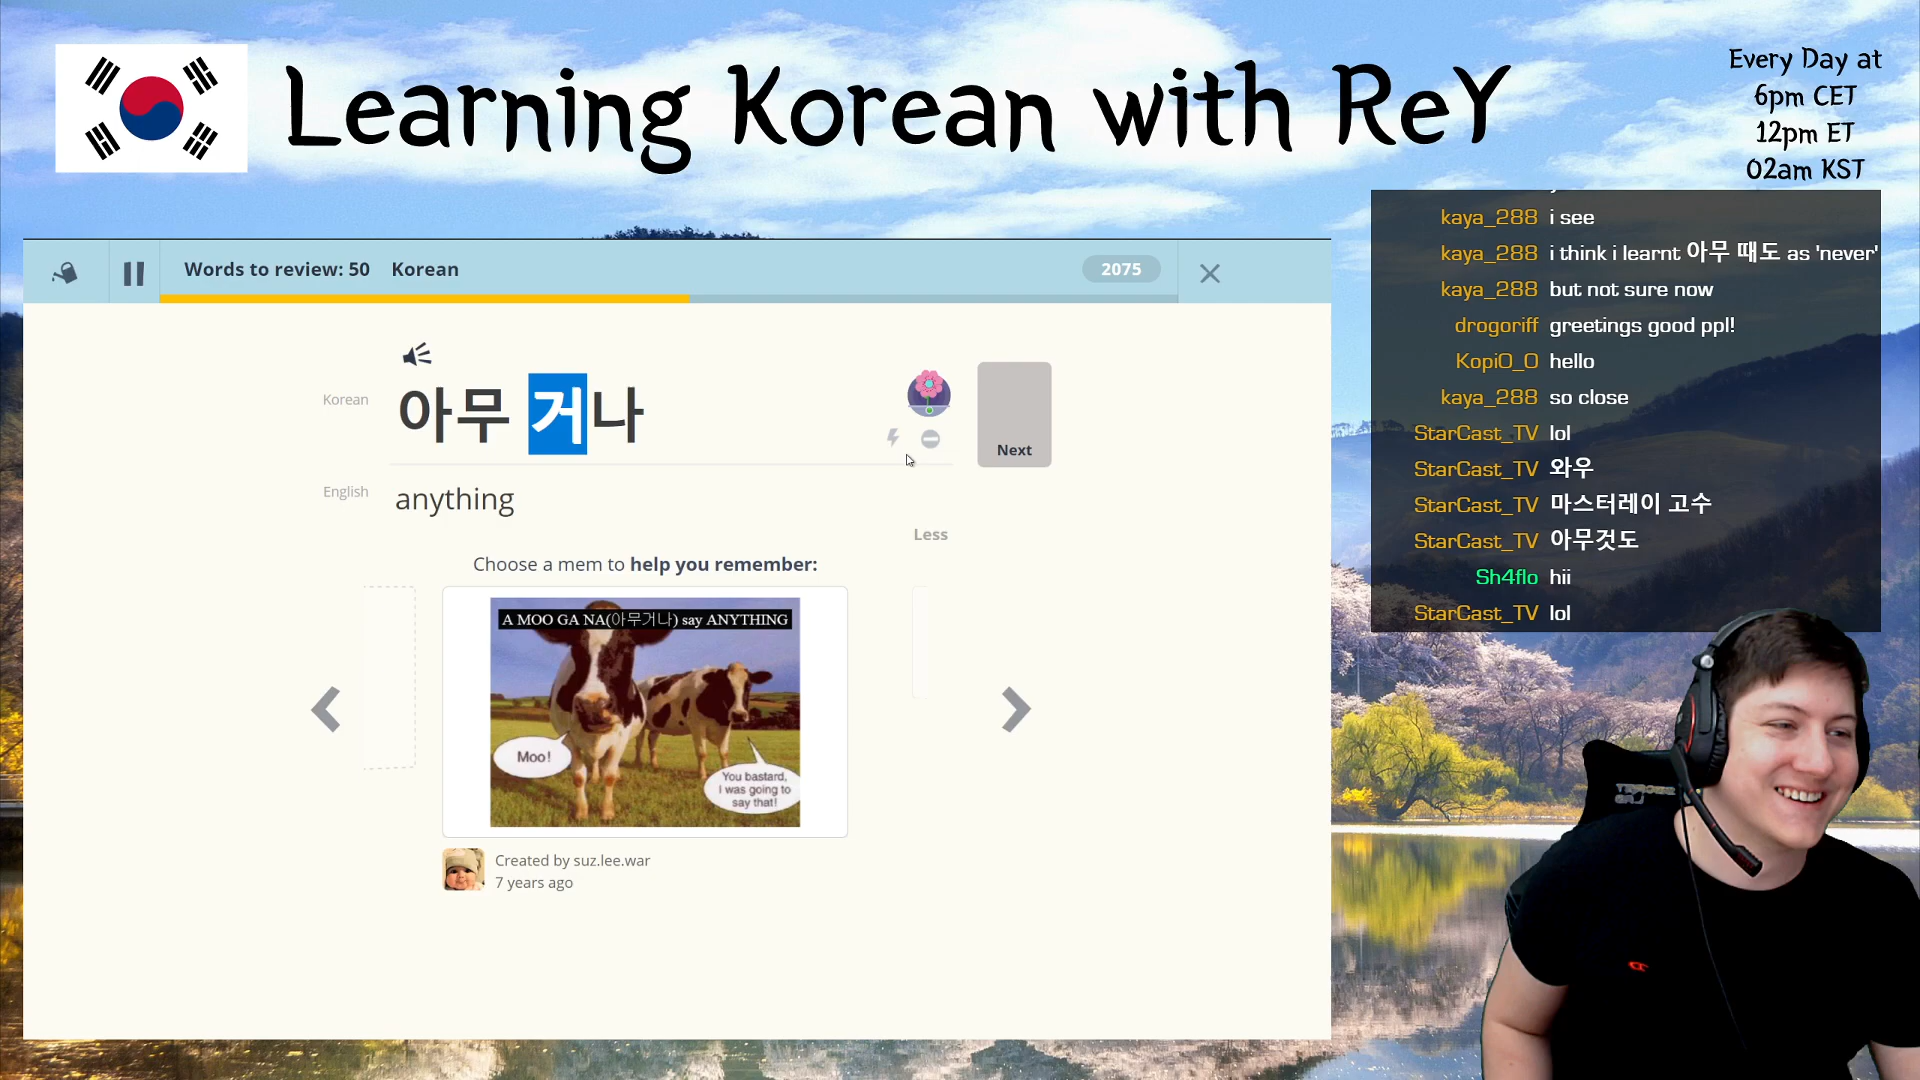 Learning Korean with ReY
Every Day at
6pm CET
12pm ET
02am KST
Words to review: 50 Korean
2075
Korean
아무 거나
Next
English
anything
Less
Choose a mem to help you remember:
A MOO GA NA(아무거나) say ANYTHING
Moo!
You bastard,
I was going to
say that!
Created by suz.lee.war
7 years ago
kaya_288 i see
kaya_288 i think i learnt 아무 때도 as 'never'
kaya_288 but not sure now
drogoriff greetings good ppl!
KopiO_O hello
kaya_288 so close
StarCast_TV lol
StarCast_TV 와우
StarCast_TV 마스터레이 고수
StarCast_TV 아무것도
Sh4flo hii
StarCast_TV lol